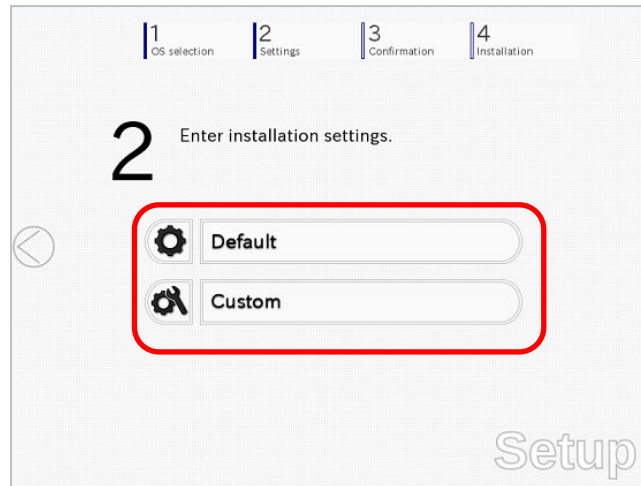 1 2 3 4
OS selection Settings Confirmation Installation
2 Enter installation settings.
Default
Custom
Setup